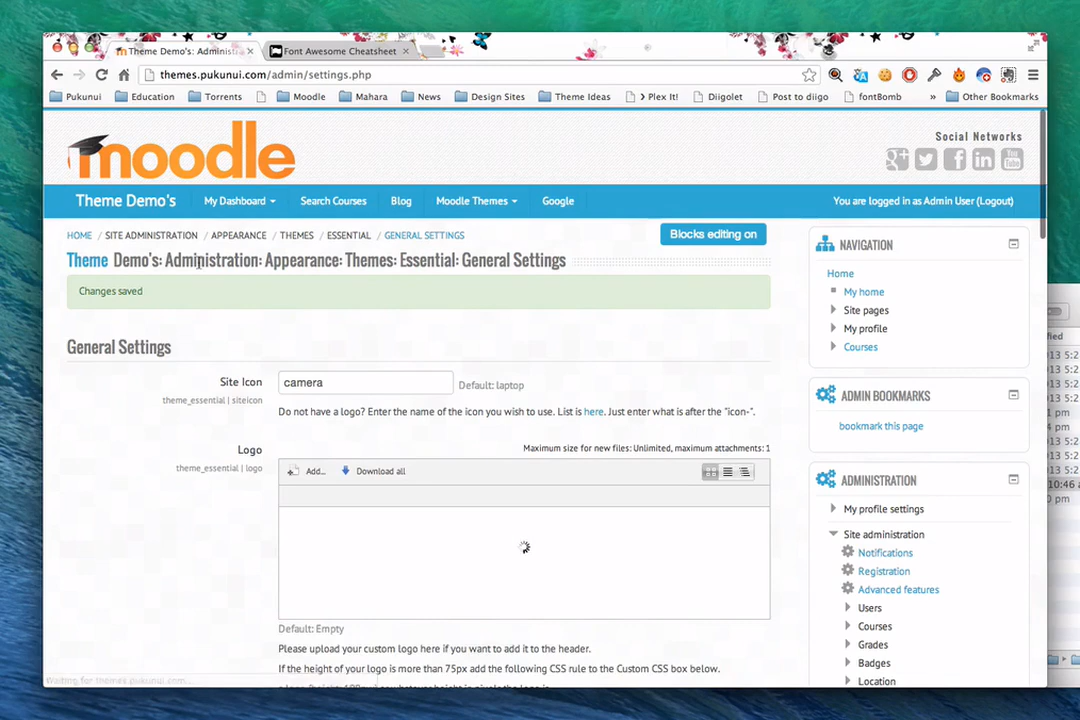 Theme Demo's: Administra
Font Awesome Cheatsheet
themes.pukunui.com/admin/settings.php
Pukunui Education Torrents Moodle Mahara News Design Sites Theme Ideas > Plex It! Diigolet Post to diigo fontBomb » Other Bookmarks
moodle
Social Networks
You Tube
Theme Demo's My Dashboard Search Courses Blog Moodle Themes Google You are logged in as Admin User (Logout)
HOME / SITE ADMINISTRATION / APPEARANCE / THEMES / ESSENTIAL / GENERAL SETTINGS
Blocks editing on
Theme Demo's: Administration: Appearance: Themes: Essential: General Settings
Changes saved
General Settings
Site Icon
theme_essential | siteicon
camera
Default: laptop
Do not have a logo? Enter the name of the icon you wish to use. List is here. Just enter what is after the "icon-".
Logo
theme_essential | logo
Maximum size for new files: Unlimited, maximum attachments: 1
Add... Download all
Default: Empty
Please upload your custom logo here if you want to add it to the header.
If the height of your logo is more than 75px add the following CSS rule to the Custom CSS box below.
NAVIGATION
Home
My home
Site pages
My profile
Courses
ADMIN BOOKMARKS
bookmark this page
ADMINISTRATION
My profile settings
Site administration
Notifications
Registration
Advanced features
Users
Courses
Grades
Badges
Location
Waiting for themes.pukunui.com...